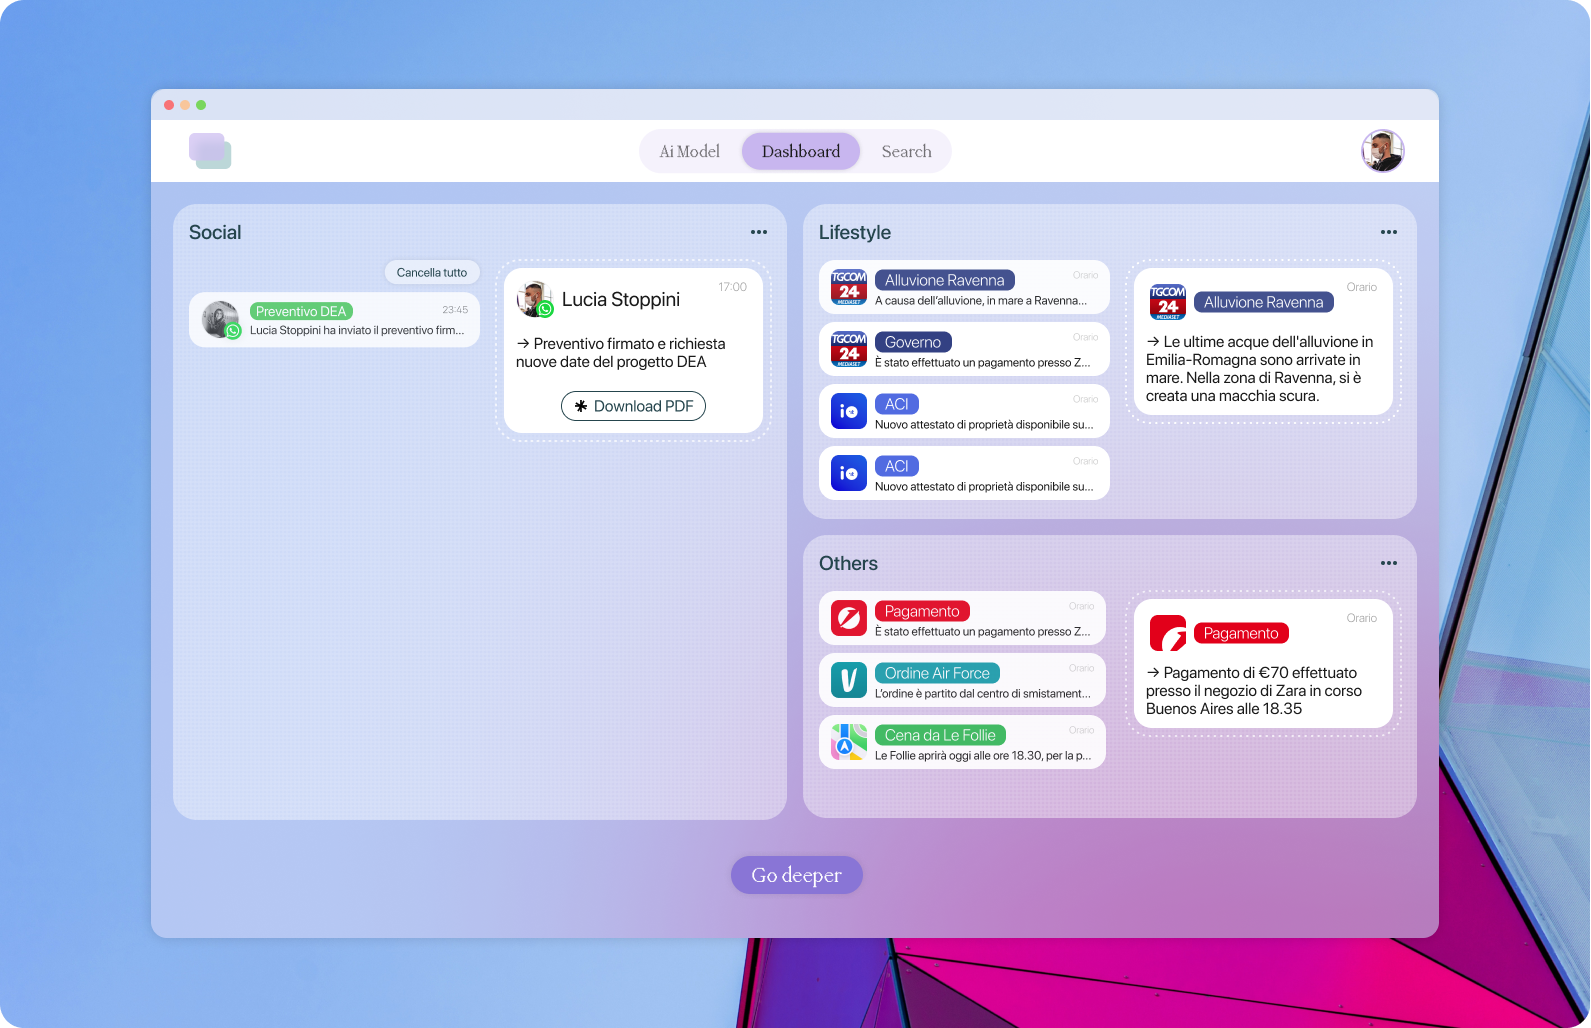 Ai Model
Dashboard
Search
Social
Cancella tutto
Preventivo DEA
23:45
Lucia Stoppini ha inviato il preventivo firm...
Lucia Stoppini
17:00
→ Preventivo firmato e richiesta
nuove date del progetto DEA
Download PDF
Lifestyle
TGCOM
24
MEDIASET
Alluvione Ravenna
Orario
A causa dell'alluvione, in mare a Ravenna...
TGCOM
24
MEDIASET
Governo
Orario
È stato effettuato un pagamento presso Z...
io
ACI
Orario
Nuovo attestato di proprietà disponibile su...
io
ACI
Orario
Nuovo attestato di proprietà disponibile su...
TGCOM
24
MEDIASET
Alluvione Ravenna
Orario
→ Le ultime acque dell'alluvione in
Emilia-Romagna sono arrivate in
mare. Nella zona di Ravenna, si è
creata una macchia scura.
Others
Pagamento
Orario
È stato effettuato un pagamento presso Z...
V
Ordine Air Force
Orario
L'ordine è partito dal centro di smistament...
Cena da Le Follie
Orario
Le Follie aprirà oggi alle ore 18.30, per la p...
Pagamento
Orario
→ Pagamento di €70 effettuato
presso il negozio di Zara in corso
Buenos Aires alle 18.35
Go deeper